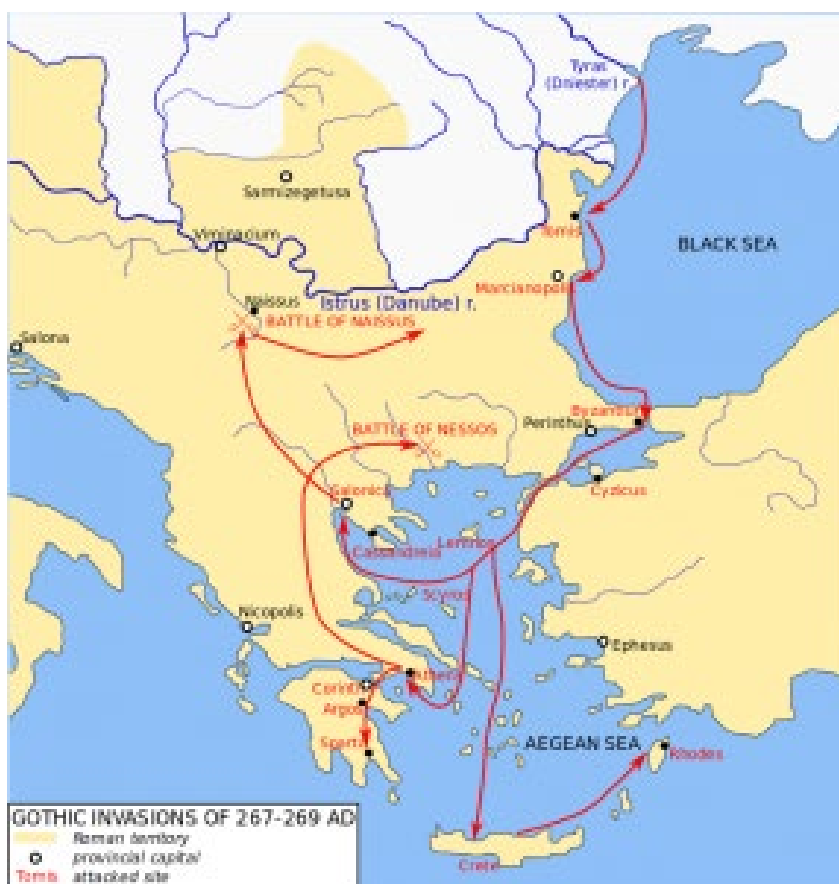 Tyras
(Dniester) r.
Sarmizegetusa
Tomis
Viminacium
BLACK SEA
Marcianopolis
Naissus
Istrus (Danube) r.
BATTLE OF NAISSUS
Salona
Byzantium
Perinthus
BATTLE OF NESSOS
Cyzicus
Salonica
Lemnos
Cassandreia
Scyros
Nicopolis
Ephesus
Athens
Corinth
Argos
Sparta
AEGEAN SEA
Rhodes
GOTHIC INVASIONS OF 267-269 AD
Roman territory
provincial capital
Tomis attacked site
Crete